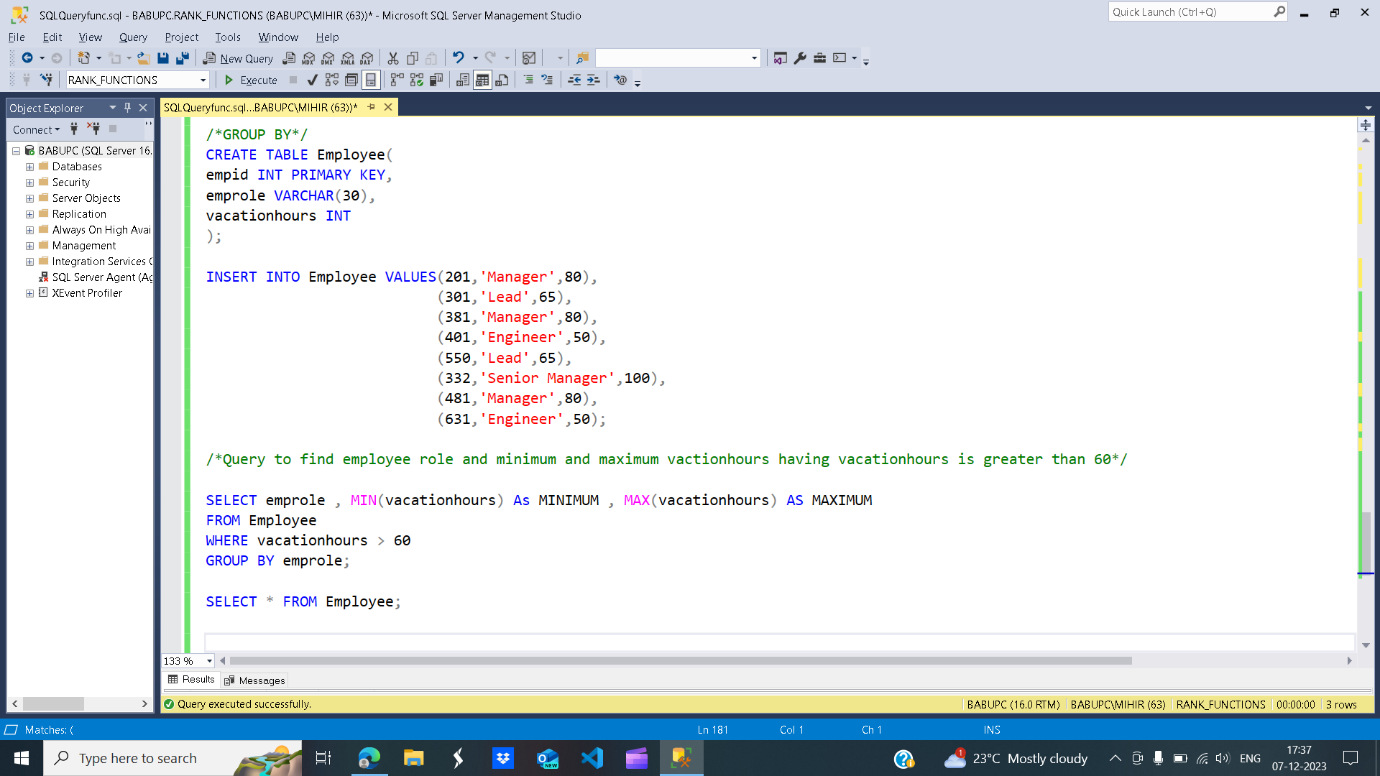 SQLQueryfunc.sql - BABUPC.RANK_FUNCTIONS (BABUPC\MIHIR (63))* - Microsoft SQL Server Management Studio
Quick Launch (Ctrl+Q)
File Edit View Query Project Tools Window Help
New Query
RANK_FUNCTIONS
Execute
Object Explorer
SQLQueryfunc.sql...BABUPC\MIHIR (63))*
Connect
BABUPC (SQL Server 16.
Databases
Security
Server Objects
Replication
Always On High Avai
Management
Integration Services C
SQL Server Agent (Ag
XEvent Profiler
/*GROUP BY*/
CREATE TABLE Employee(
empid INT PRIMARY KEY,
emprole VARCHAR(30),
vacationhours INT
);
INSERT INTO Employee VALUES(201,'Manager',80),
(301,'Lead',65),
(381,'Manager',80),
(401,'Engineer',50),
(550,'Lead',65),
(332,'Senior Manager',100),
(481,'Manager',80),
(631,'Engineer',50);
/*Query to find employee role and minimum and maximum vactionhours having vacationhours is greater than 60*/
SELECT emprole , MIN(vacationhours) As MINIMUM , MAX(vacationhours) AS MAXIMUM
FROM Employee
WHERE vacationhours > 60
GROUP BY emprole;
SELECT * FROM Employee;
133 %
Results Messages
Query executed successfully.
BABUPC (16.0 RTM) BABUPC\MIHIR (63) RANK_FUNCTIONS 00:00:00 3 rows
Matches: (
Ln 181 Col 1 Ch 1 INS
Type here to search
NEW
1
23°C Mostly cloudy
ENG
17:37
07-12-2023